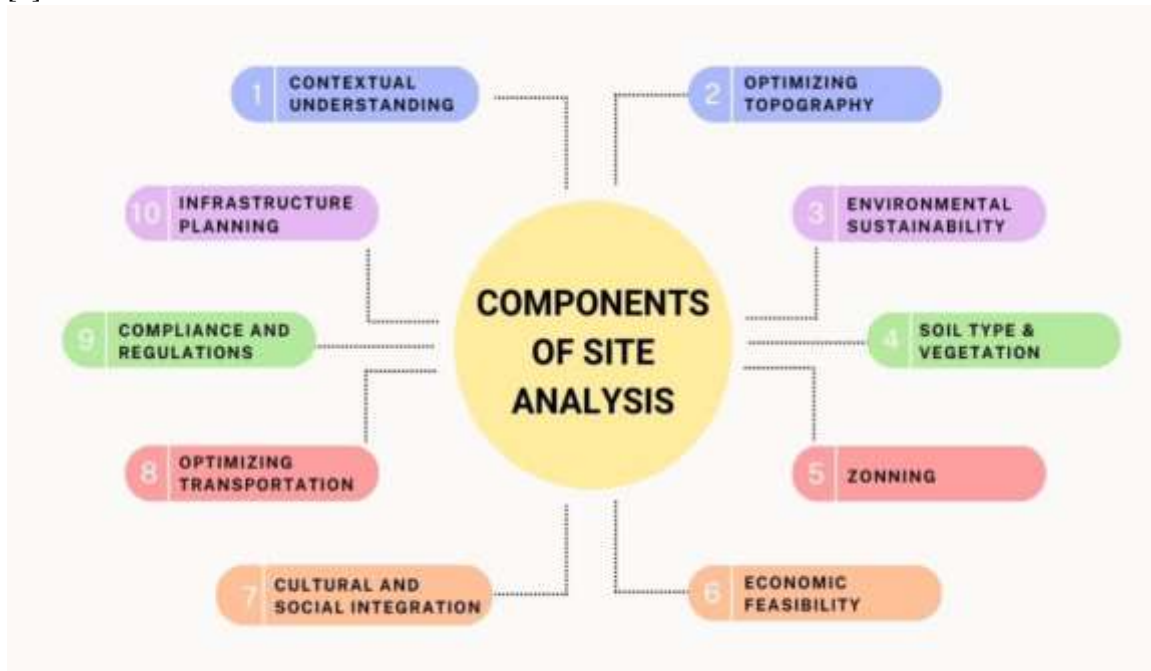 1 CONTEXTUAL
UNDERSTANDING
2 OPTIMIZING
TOPOGRAPHY
3 ENVIRONMENTAL
SUSTAINABILITY
4 SOIL TYPE &
VEGETATION
5 ZONNING
6 ECONOMIC
FEASIBILITY
7 CULTURAL AND
SOCIAL INTEGRATION
8 OPTIMIZING
TRANSPORTATION
9 COMPLIANCE AND
REGULATIONS
10 INFRASTRUCTURE
PLANNING
COMPONENTS
OF SITE
ANALYSIS